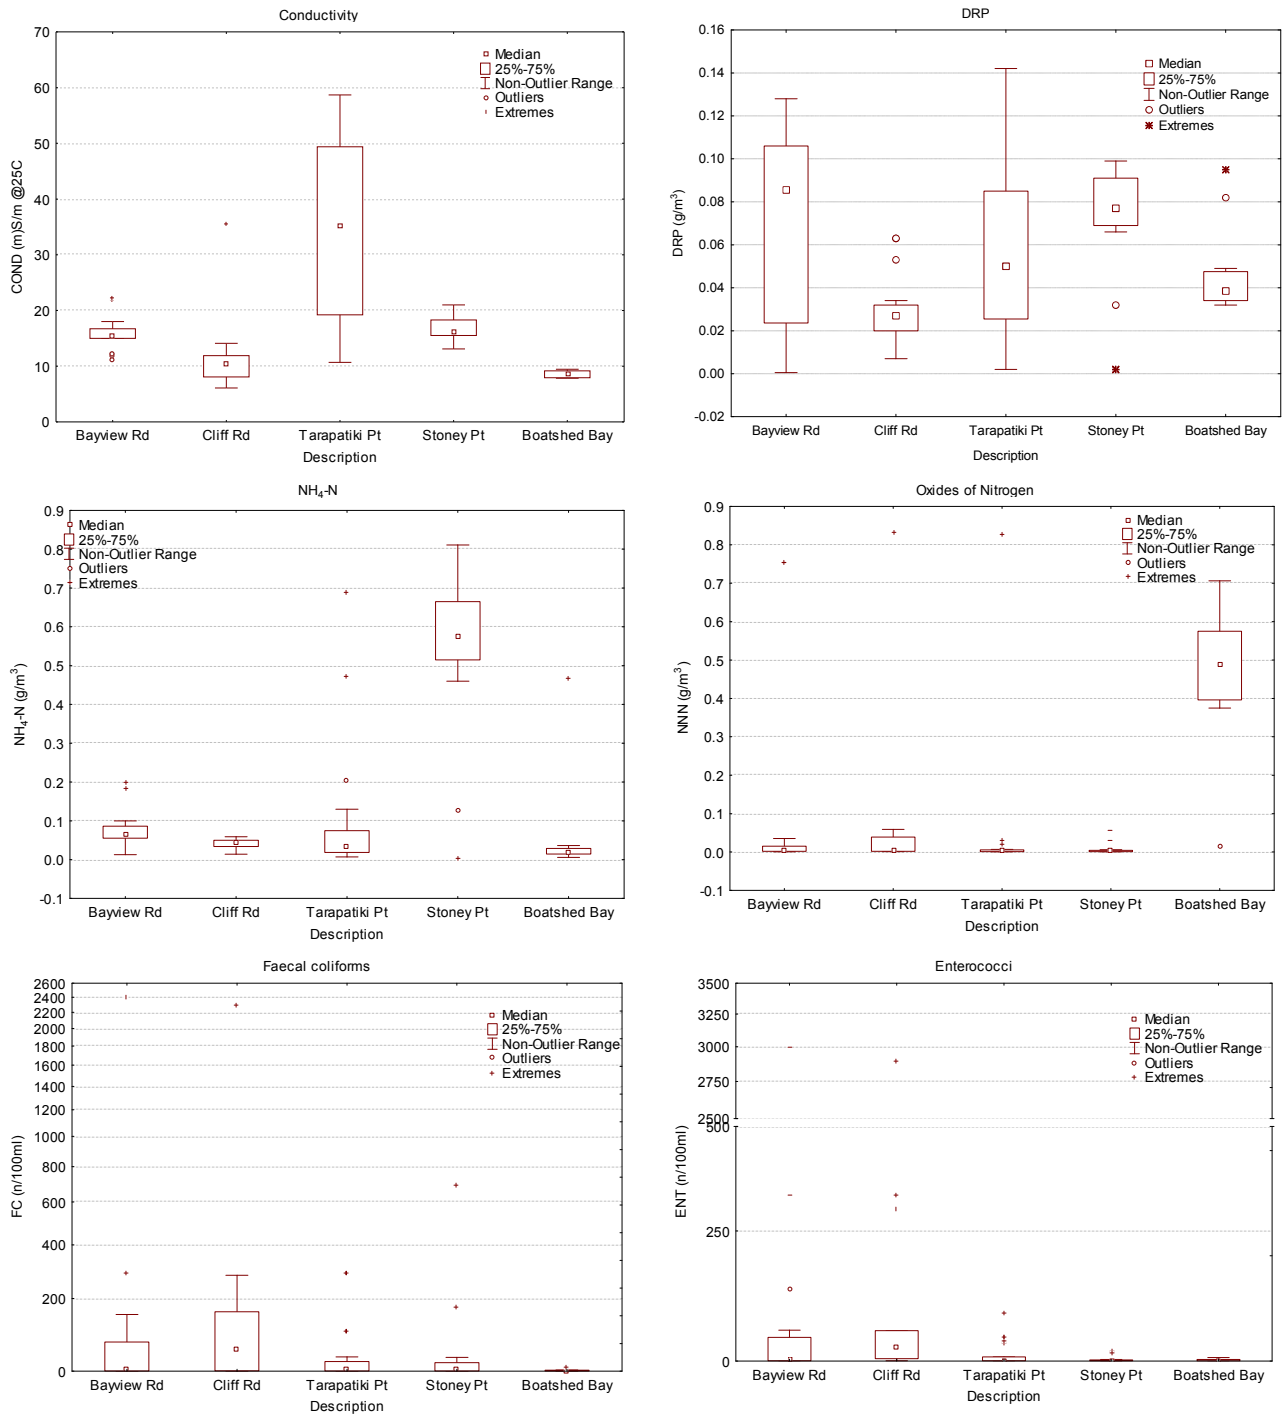 Conductivity
70
60
50
40
30
20
10
0
COND (m)S/m @25C
Median
25%-75%
Non-Outlier Range
Outliers
Extremes
Bayview Rd Cliff Rd Tarapatiki Pt Stoney Pt Boatshed Bay
Description
DRP
0.16
0.14
0.12
0.10
0.08
0.06
0.04
0.02
0.00
-0.02
DRP (g/m³)
Median
25%-75%
Non-Outlier Range
Outliers
Extremes
Bayview Rd Cliff Rd Tarapatiki Pt Stoney Pt Boatshed Bay
Description
NH₄-N
0.9
0.8
0.7
0.6
0.5
0.4
0.3
0.2
0.1
0.0
-0.1
NH₄-N (g/m³)
Median
25%-75%
Non-Outlier Range
Outliers
Extremes
Bayview Rd Cliff Rd Tarapatiki Pt Stoney Pt Boatshed Bay
Description
Oxides of Nitrogen
0.9
0.8
0.7
0.6
0.5
0.4
0.3
0.2
0.1
0.0
-0.1
NNN (g/m³)
Median
25%-75%
Non-Outlier Range
Outliers
Extremes
Bayview Rd Cliff Rd Tarapatiki Pt Stoney Pt Boatshed Bay
Description
Faecal coliforms
2600
2400
2200
2000
1800
1600
1400
1200
1000
800
600
400
200
0
FC (n/100ml)
Median
25%-75%
Non-Outlier Range
Outliers
Extremes
Bayview Rd Cliff Rd Tarapatiki Pt Stoney Pt Boatshed Bay
Description
Enterococi
3500
3250
3000
2750
2500
500
250
0
ENT (n/100ml)
Median
25%-75%
Non-Outlier Range
Outliers
Extremes
Bayview Rd Cliff Rd Tarapatiki Pt Stoney Pt Boatshed Bay
Description